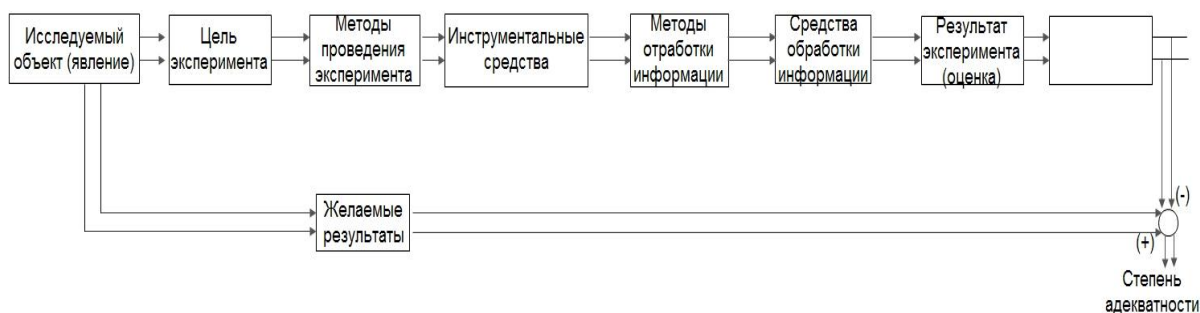 Исследуемый
объект (явление)
Цель
эксперимента
Методы
проведения
эксперимента
Инструментальные
средства
Методы
отработки
информации
Средства
обработки
информации
Результат
эксперимента
(оценка)
Желаемые
результаты
(-)
(+)
Степень
адекватности